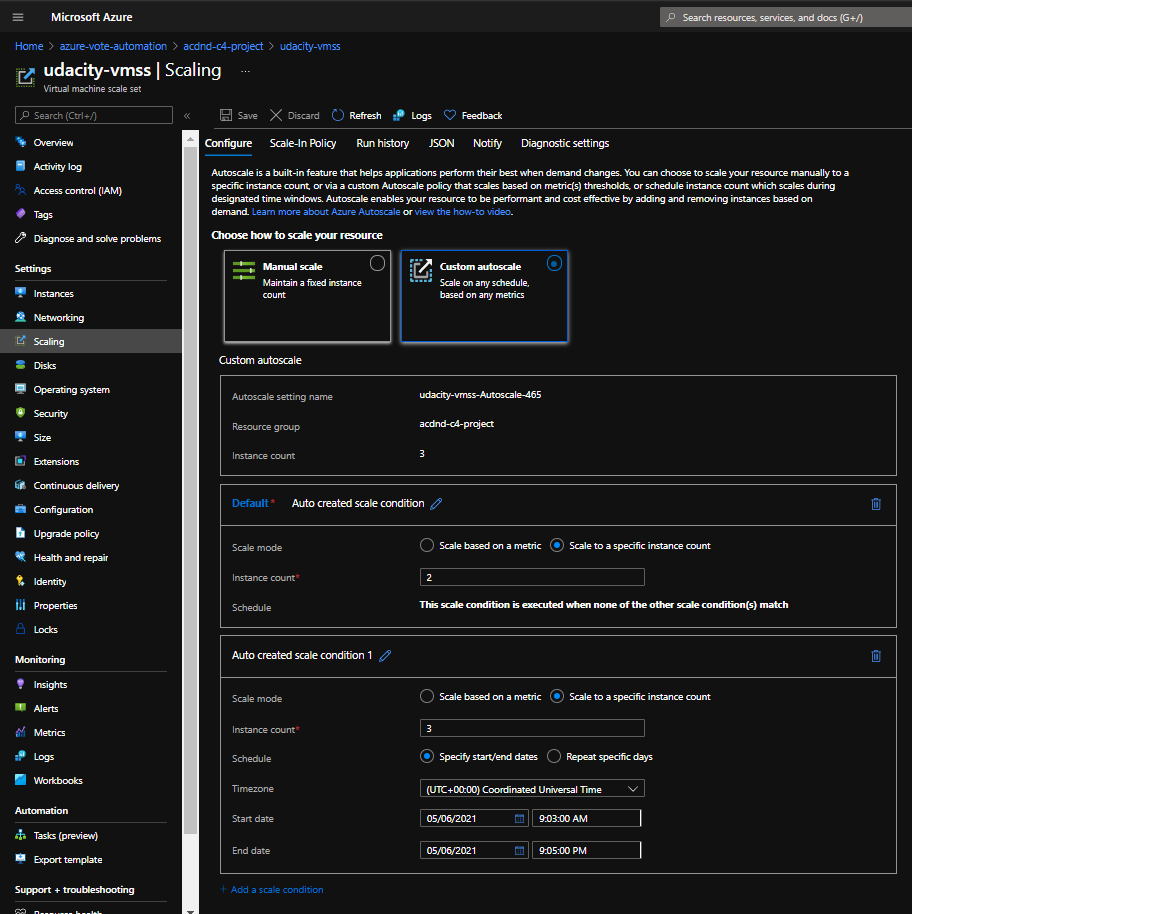 Microsoft Azure
Search resources, services, and docs (G+/)
Home > azure-vote-automation > acdnd-c4-project > udacity-vmss
udacity-vmss | Scaling ...
Virtual machine scale set
Search (Ctrl+/)
«
Save Discard Refresh Logs Feedback
Overview
Activity log
Access control (IAM)
Tags
Diagnose and solve problems
Settings
Instances
Networking
Scaling
Disks
Operating system
Security
Size
Extensions
Continuous delivery
Configuration
Upgrade policy
Health and repair
Identity
Properties
Locks
Monitoring
Insights
Alerts
Metrics
Logs
Workbooks
Automation
Tasks (preview)
Export template
Support + troubleshooting
Resource health
Configure Scale-In Policy Run history JSON Notify Diagnostic settings
Autoscale is a built-in feature that helps applications perform their best when demand changes. You can choose to scale your resource manually to a
specific instance count, or via a custom Autoscale policy that scales based on metric(s) thresholds, or schedule instance count which scales during
designated time windows. Autoscale enables your resource to be performant and cost effective by adding and removing instances based on
demand. Learn more about Azure Autoscale or view the how-to video.
Choose how to scale your resource
Manual scale
Maintain a fixed instance
count
Custom autoscale
Scale on any schedule,
based on any metrics
Custom autoscale
Autoscale setting name udacity-vmss-Autoscale-465
Resource group acdnd-c4-project
Instance count 3
Default* Auto created scale condition
Scale mode Scale based on a metric Scale to a specific instance count
Instance count* 2
Schedule This scale condition is executed when none of the other scale condition(s) match
Auto created scale condition 1
Scale mode Scale based on a metric Scale to a specific instance count
Instance count* 3
Schedule Specify start/end dates Repeat specific days
Timezone (UTC+00:00) Coordinated Universal Time
Start date 05/06/2021 9:03:00 AM
End date 05/06/2021 9:05:00 PM
+ Add a scale condition